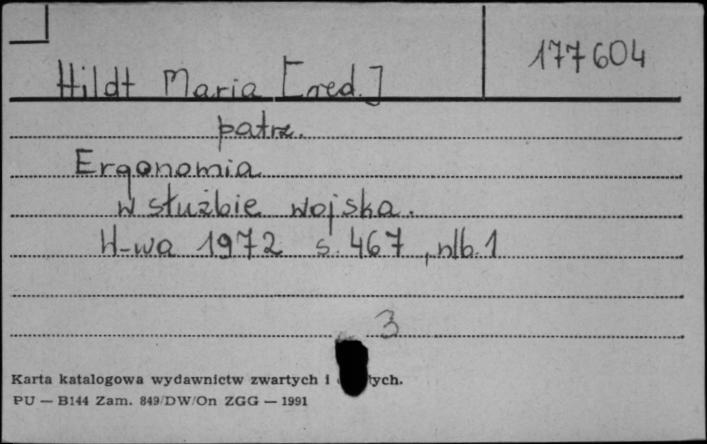 177604
Hildt Maria [red.]
patrz.
Ergonomia
w służbie wojska.
W-wa 1972 s. 467, nlb. 1
3
Karta katalogowa wydawnictw zwartych i
PU — B144 Zam. 849/DW/On ZGG — 1991